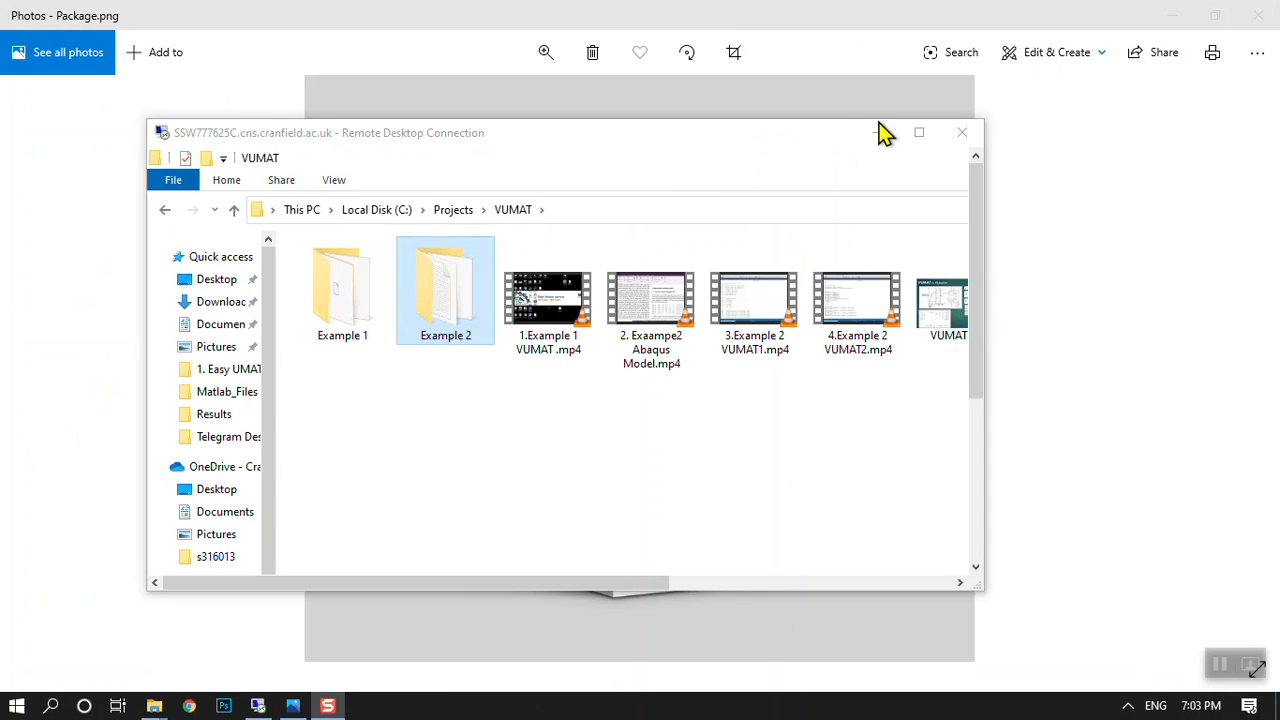 Photos - Package.png
See all photos
Add to
Search
Edit & Create
Share
SSW777625C.cns.cranfield.ac.uk - Remote Desktop Connection
VUMAT
File
Home
Share
View
This PC
Local Disk (C:)
Projects
VUMAT
Quick access
Desktop
Downloac
Documen
Pictures
1. Easy UMAT
Matlab_Files
Results
Telegram Des
OneDrive - Cra
Desktop
Documents
Pictures
s316013
Example 1
Example 2
1.Example 1
VUMAT .mp4
2. Exaampe2
Abaqus
Model.mp4
3.Example 2
VUMAT1.mp4
4.Example 2
VUMAT2.mp4
VUMAT
ENG
7:03 PM